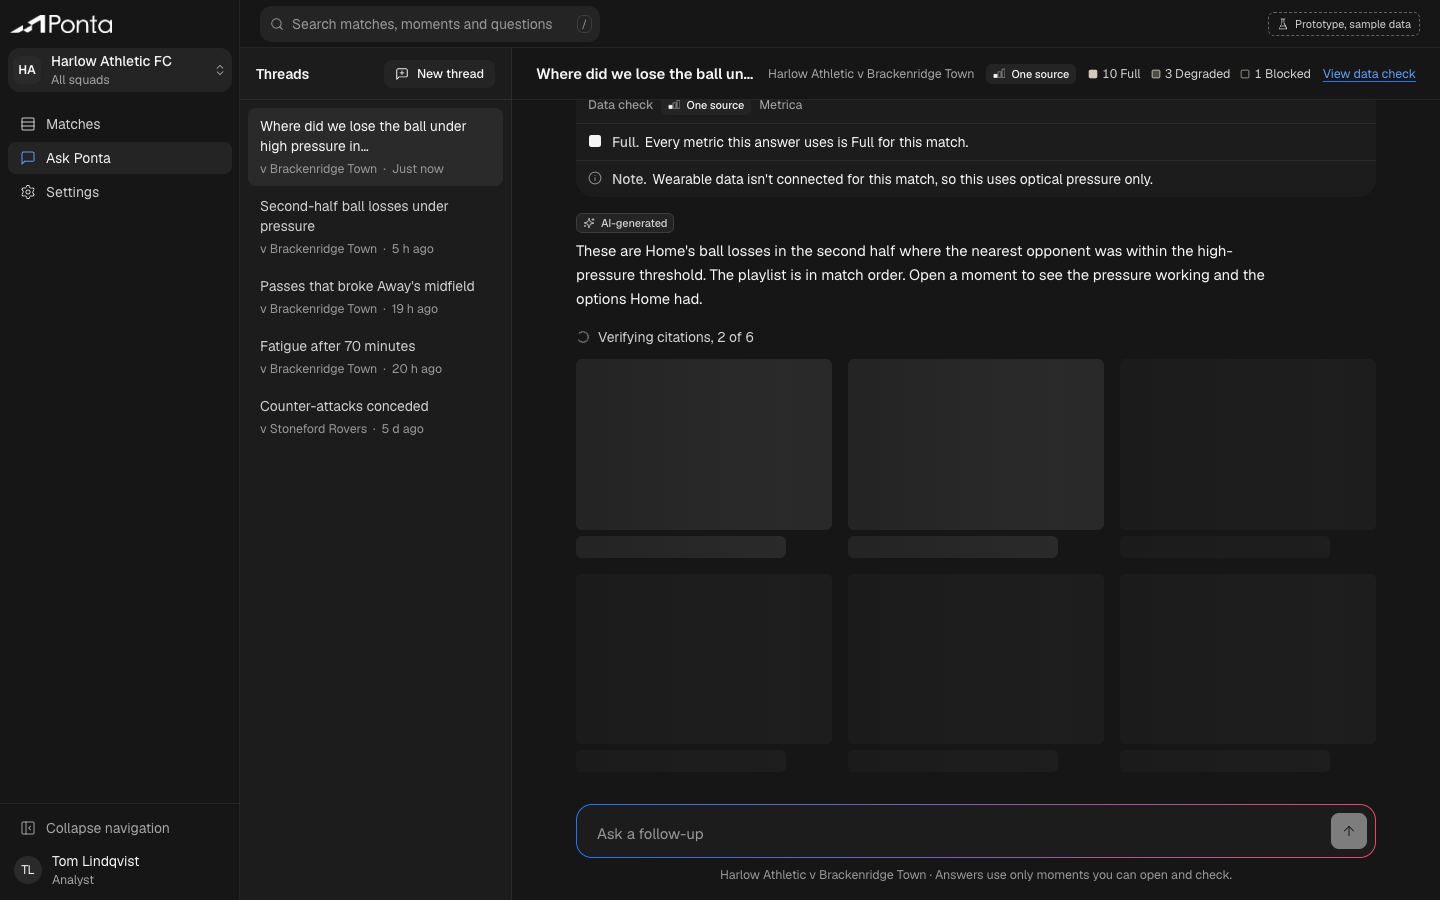 Ponta
Search matches, moments and questions
/
Prototype, sample data
HA
Harlow Athletic FC
All squads
Matches
Ask Ponta
Settings
Collapse navigation
TL
Tom Lindqvist
Analyst
Threads
New thread
Where did we lose the ball under
high pressure in...
v Brackenridge Town · Just now
Second-half ball losses under
pressure
v Brackenridge Town · 5 h ago
Passes that broke Away's midfield
v Brackenridge Town · 19 h ago
Fatigue after 70 minutes
v Brackenridge Town · 20 h ago
Counter-attacks conceded
v Stoneford Rovers · 5 d ago
Where did we lose the ball un...
Harlow Athletic v Brackenridge Town
One source
10 Full
3 Degraded
1 Blocked
View data check
Data check
One source
Metrica
Full. Every metric this answer uses is Full for this match.
Note. Wearable data isn't connected for this match, so this uses optical pressure only.
AI-generated
These are Home's ball losses in the second half where the nearest opponent was within the high-
pressure threshold. The playlist is in match order. Open a moment to see the pressure working and the
options Home had.
Verifying citations, 2 of 6
Ask a follow-up
Harlow Athletic v Brackenridge Town · Answers use only moments you can open and check.